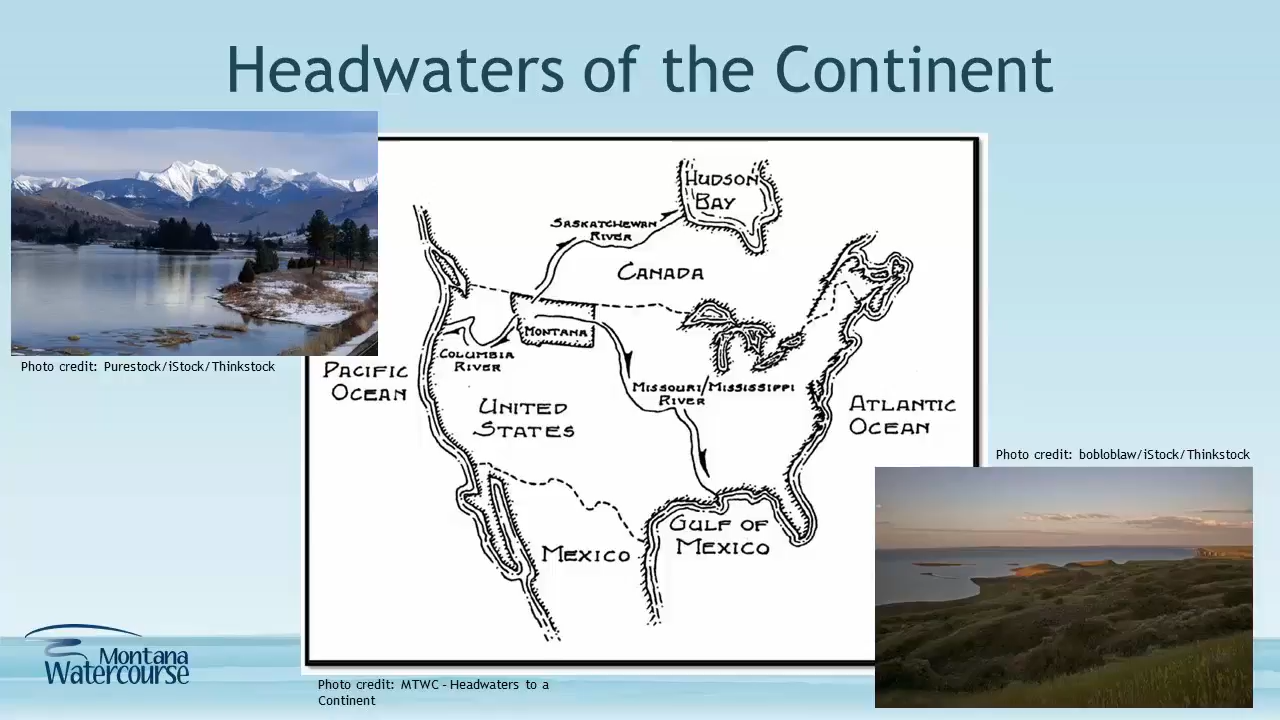 Headwaters of the Continent
Photo credit: Purestock/iStock/Thinkstock
HUDSON
BAY
SASKATCHEWAN
RIVER
CANADA
MONTANA
COLUMBIA
RIVER
PACIFIC
OCEAN
MISSOURI/MISSISSIPPI
RIVER
UNITED
STATES
ATLANTIC
OCEAN
GULF OF
MEXICO
MEXICO
Photo credit: bobloblaw/iStock/Thinkstock
Montana
Watercourse
Photo credit: MTWC - Headwaters to a
Continent